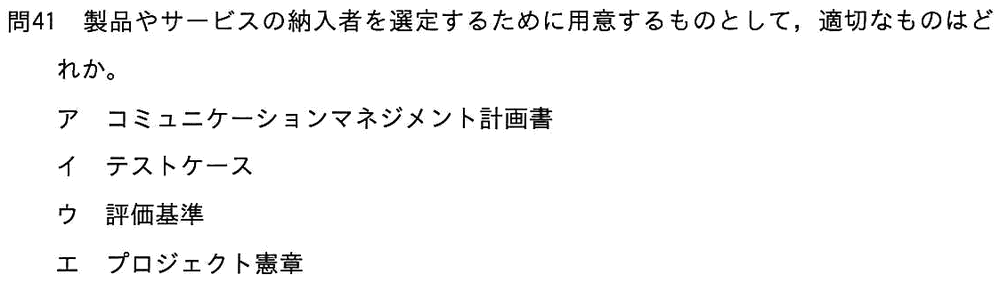 問41　製品やサービスの納入者を選定するために用意するものとして，適切なものはど
れか。
ア　コミュニケーションマネジメント計画書
イ　テストケース
ウ　評価基準
エ　プロジェクト憲章